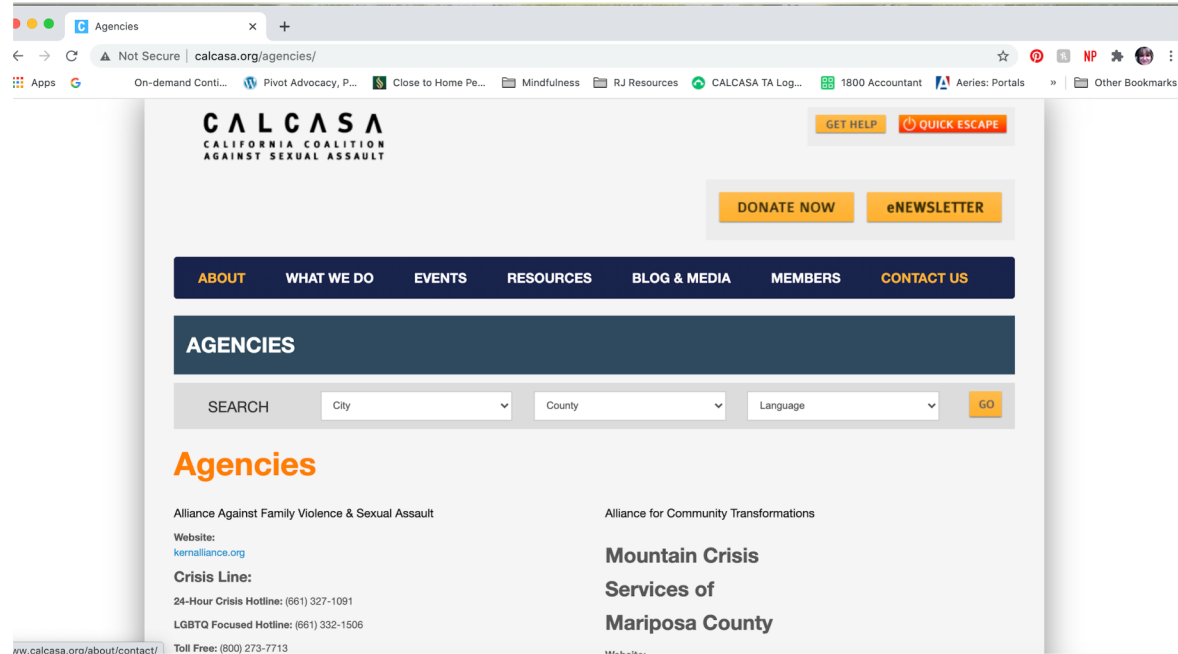 Agencies
Not Secure | calcasa.org/agencies/
NP
Apps
On-demand Conti...
Pivot Advocacy, P...
Close to Home Pe...
Mindfulness
RJ Resources
CALCASA TA Log...
1800 Accountant
Aeries: Portals
»
Other Bookmarks
CALCASA
CALIFORNIA COALITION
AGAINST SEXUAL ASSAULT
GET HELP
QUICK ESCAPE
DONATE NOW
eNEWSLETTER
ABOUT
WHAT WE DO
EVENTS
RESOURCES
BLOG & MEDIA
MEMBERS
CONTACT US
AGENCIES
SEARCH
City
County
Language
GO
Agencies
Alliance Against Family Violence & Sexual Assault
Website:
kernalliance.org
Crisis Line:
24-Hour Crisis Hotline: (661) 327-1091
LGBTQ Focused Hotline: (661) 332-1506
Toll Free: (800) 273-7713
Alliance for Community Transformations
Mountain Crisis
Services of
Mariposa County
Website:
ww.calcasa.org/about/contact/